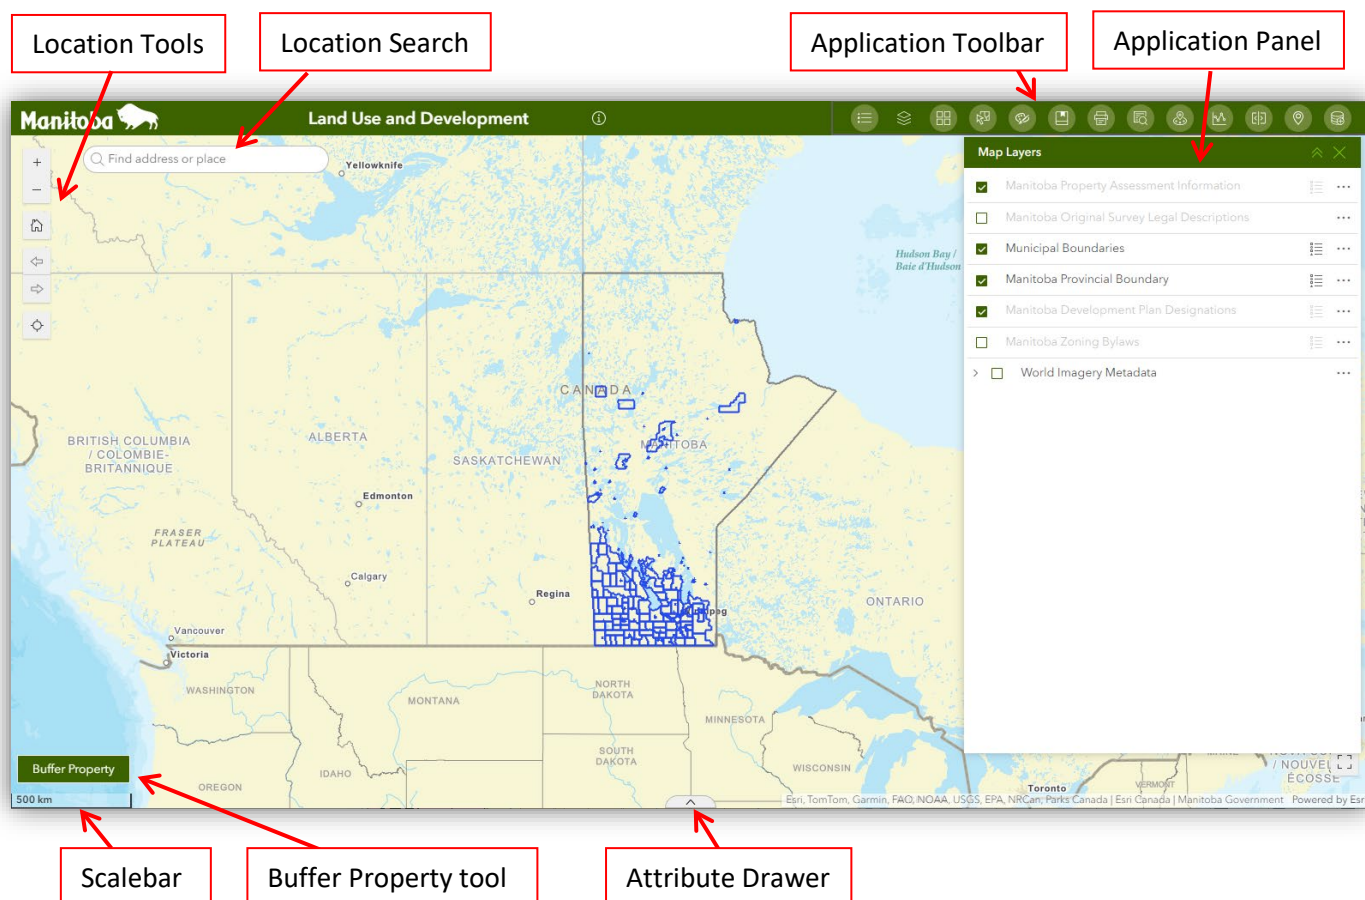 Location Tools
Location Search
Application Toolbar
Application Panel
Manitoba
Land Use and Development
Find address or place
Map Layers
Manitoba Property Assessment Information
Manitoba Original Survey Legal Descriptions
Municipal Boundaries
Manitoba Provincial Boundary
Manitoba Development Plan Designations
Manitoba Zoning Bylaws
World Imagery Metadata
Yellowknife
Hudson Bay /
Baie d'Hudson
CANADA
BRITISH COLUMBIA
/ COLOMBIE-
BRITANNIQUE
ALBERTA
SASKATCHEWAN
MANITOBA
Edmonton
FRASER
PLATEAU
Calgary
Regina
ONTARIO
Vancouver
Victoria
WASHINGTON
MONTANA
NORTH
DAKOTA
MINNESOTA
SOUTH
DAKOTA
WISCONSIN
OREGON
IDAHO
Toronto
VERMONT
/ NOUVEL
ÉCOSSE
Buffer Property
500 km
Esri, TomTom, Garmin, FAO, NOAA, USGS, EPA, NRCan, Parks Canada | Esri Canada | Manitoba Government
Powered by Esr
Scalebar
Buffer Property tool
Attribute Drawer